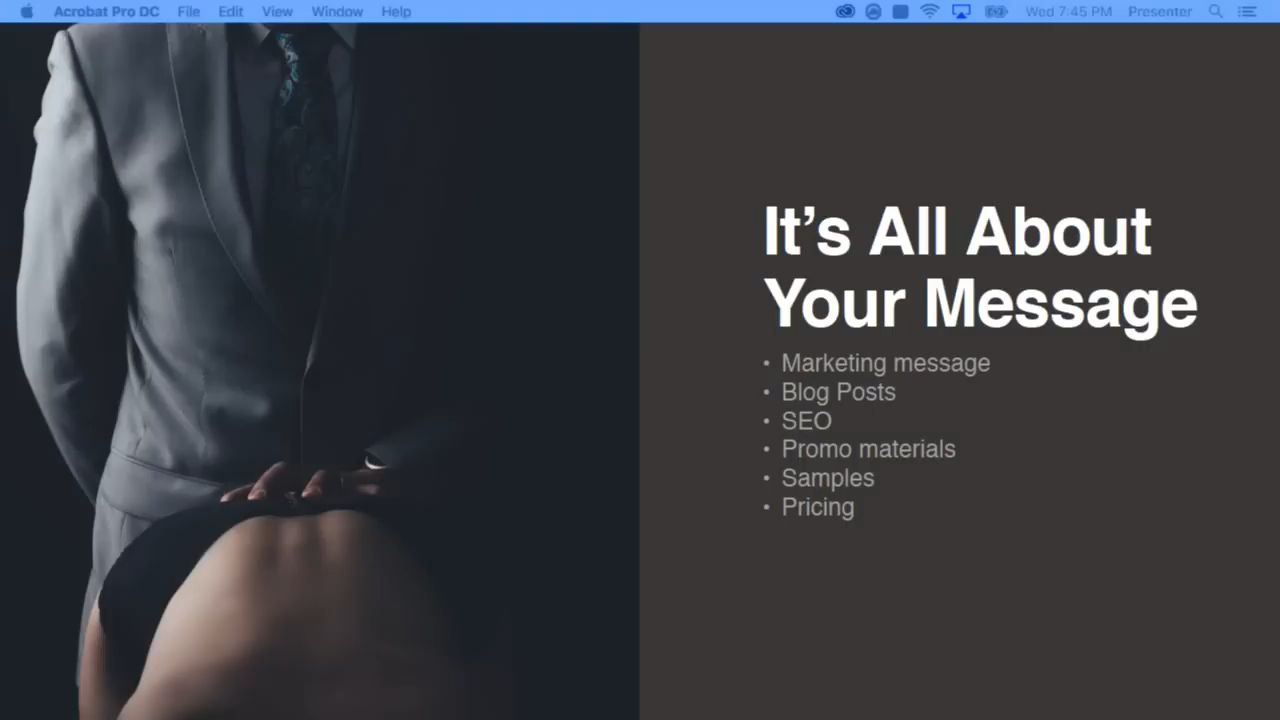 Acrobat Pro DC File Edit View Window Help Wed 7:45 PM Presenter
It's All About
Your Message
• Marketing message
• Blog Posts
• SEO
• Promo materials
• Samples
• Pricing